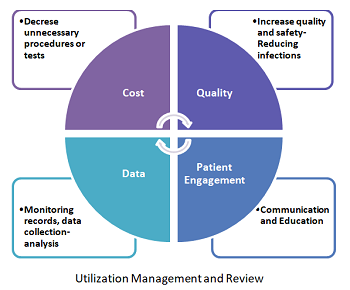 •Decrese
unnecessary
procedures or
tests
•Increase quality
and safety-
Reducing
infections
Cost
Quality
Data
Patient
Engagement
•Monitoring
records, data
collection-
analysis
•Communication
and Education
Utilization Management and Review